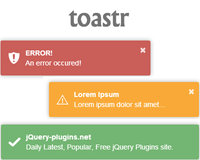 toastr
ERROR!
An error occured!
Lorem Ipsum
Lorem ipsum dolor sit amet...
jQuery-plugins.net
Daily Latest, Popular, Free jQuery Plugins site.